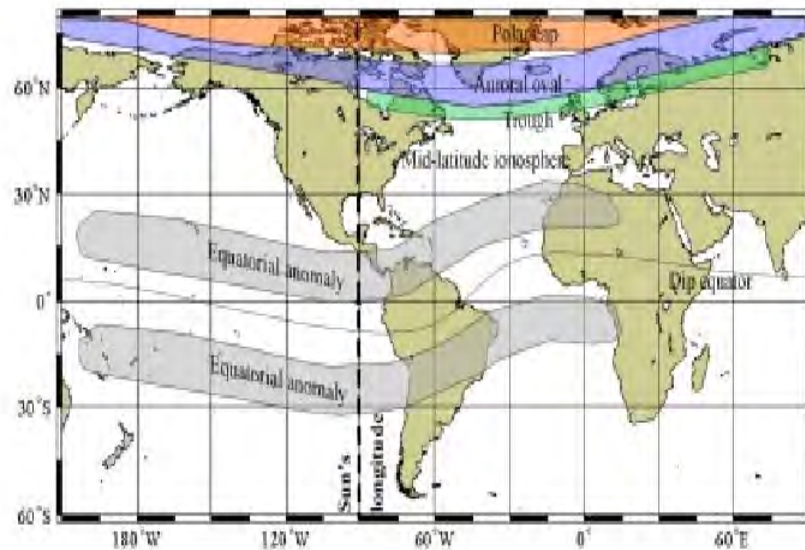 Polar cap
Auroral oval
60°N
Trough
Mid-latitude ionosphere
30°N
Equatorial anomaly
Dip equator
0°
Equatorial anomaly
30°S
Sun's
longitude
60°S
180°W
120°W
60°W
0°
60°E